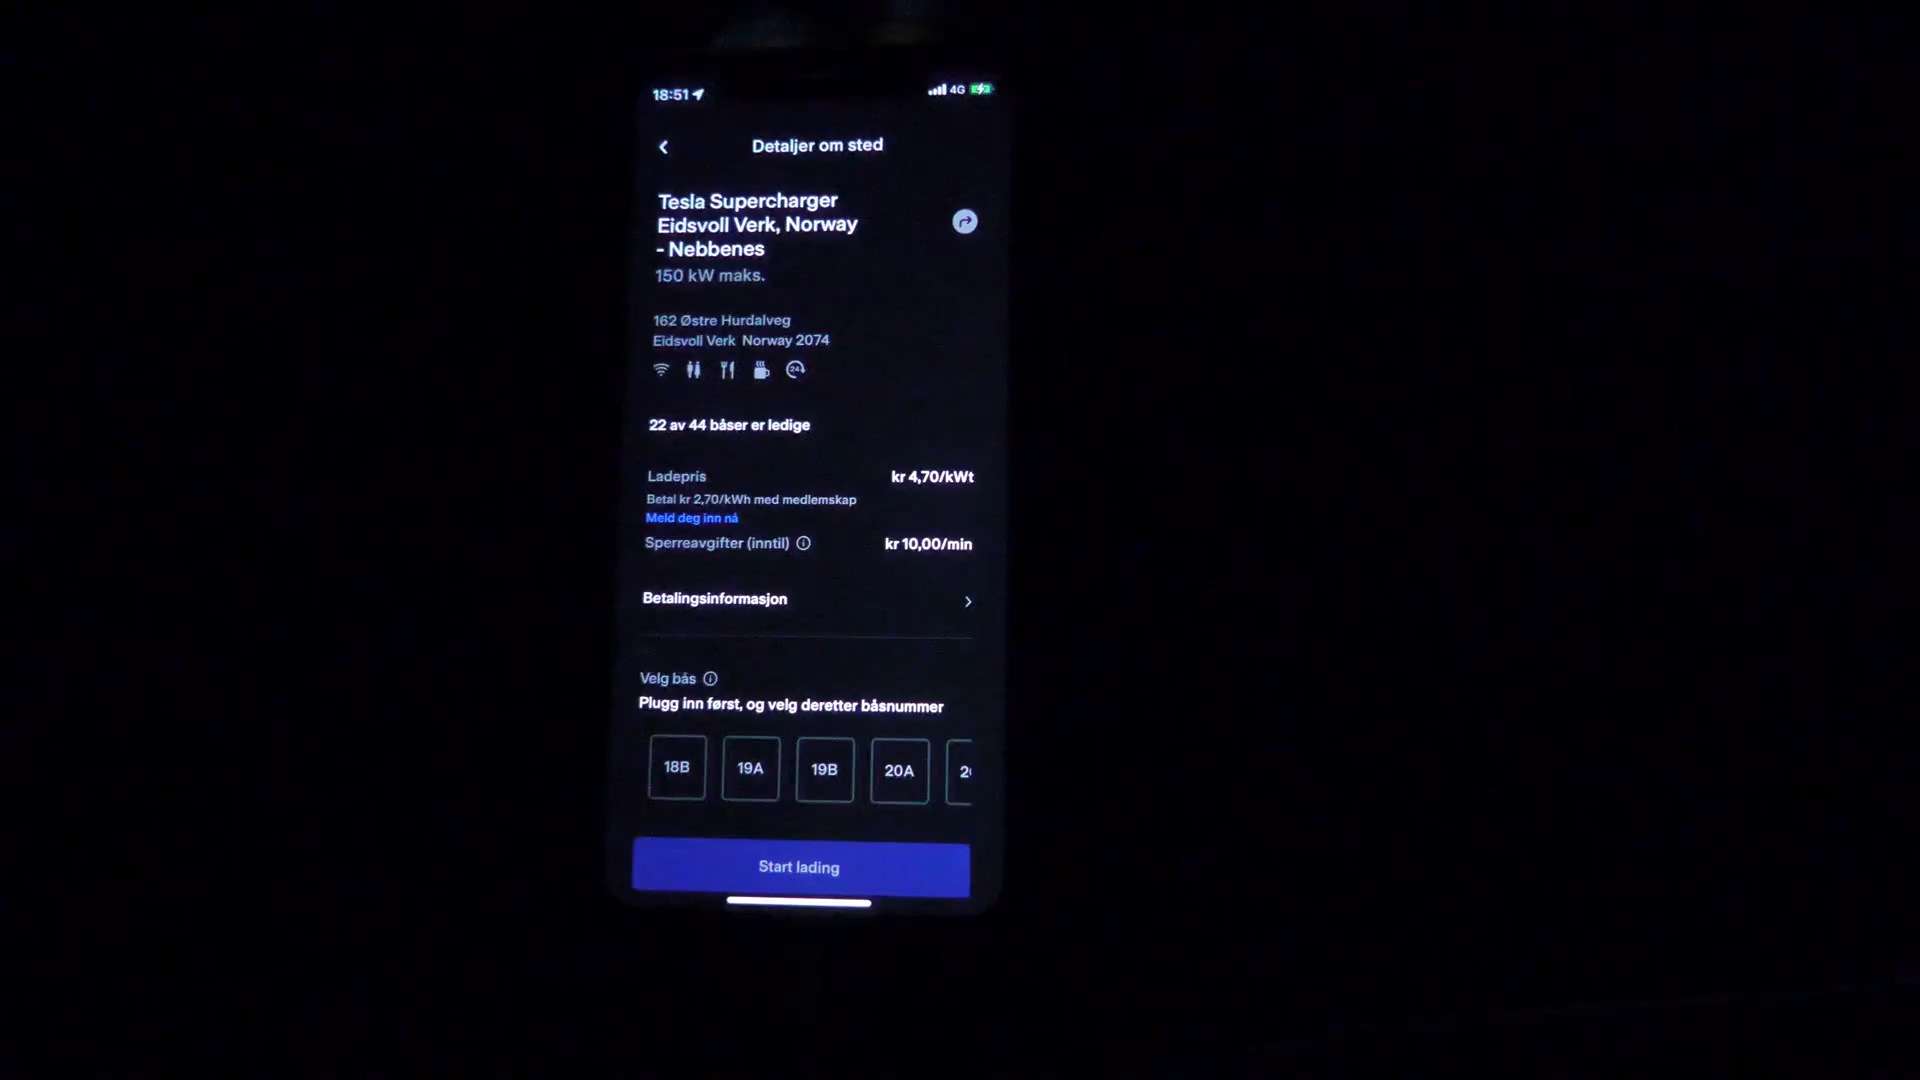 18:51
4G
Detaljer om sted
Tesla Supercharger
Eidsvoll Verk, Norway
- Nebbenes
150 kW maks.
162 Østre Hurdalveg
Eidsvoll Verk Norway 2074
24
22 av 44 båser er ledige
Ladepris kr 4,70/kWt
Betal kr 2,70/kWh med medlemskap
Meld deg inn nå
Sperreavgifter (inntil) kr 10,00/min
Betalingsinformasjon
Velg bås
Plugg inn først, og velg deretter båsnummer
18B 19A 19B 20A
Start lading